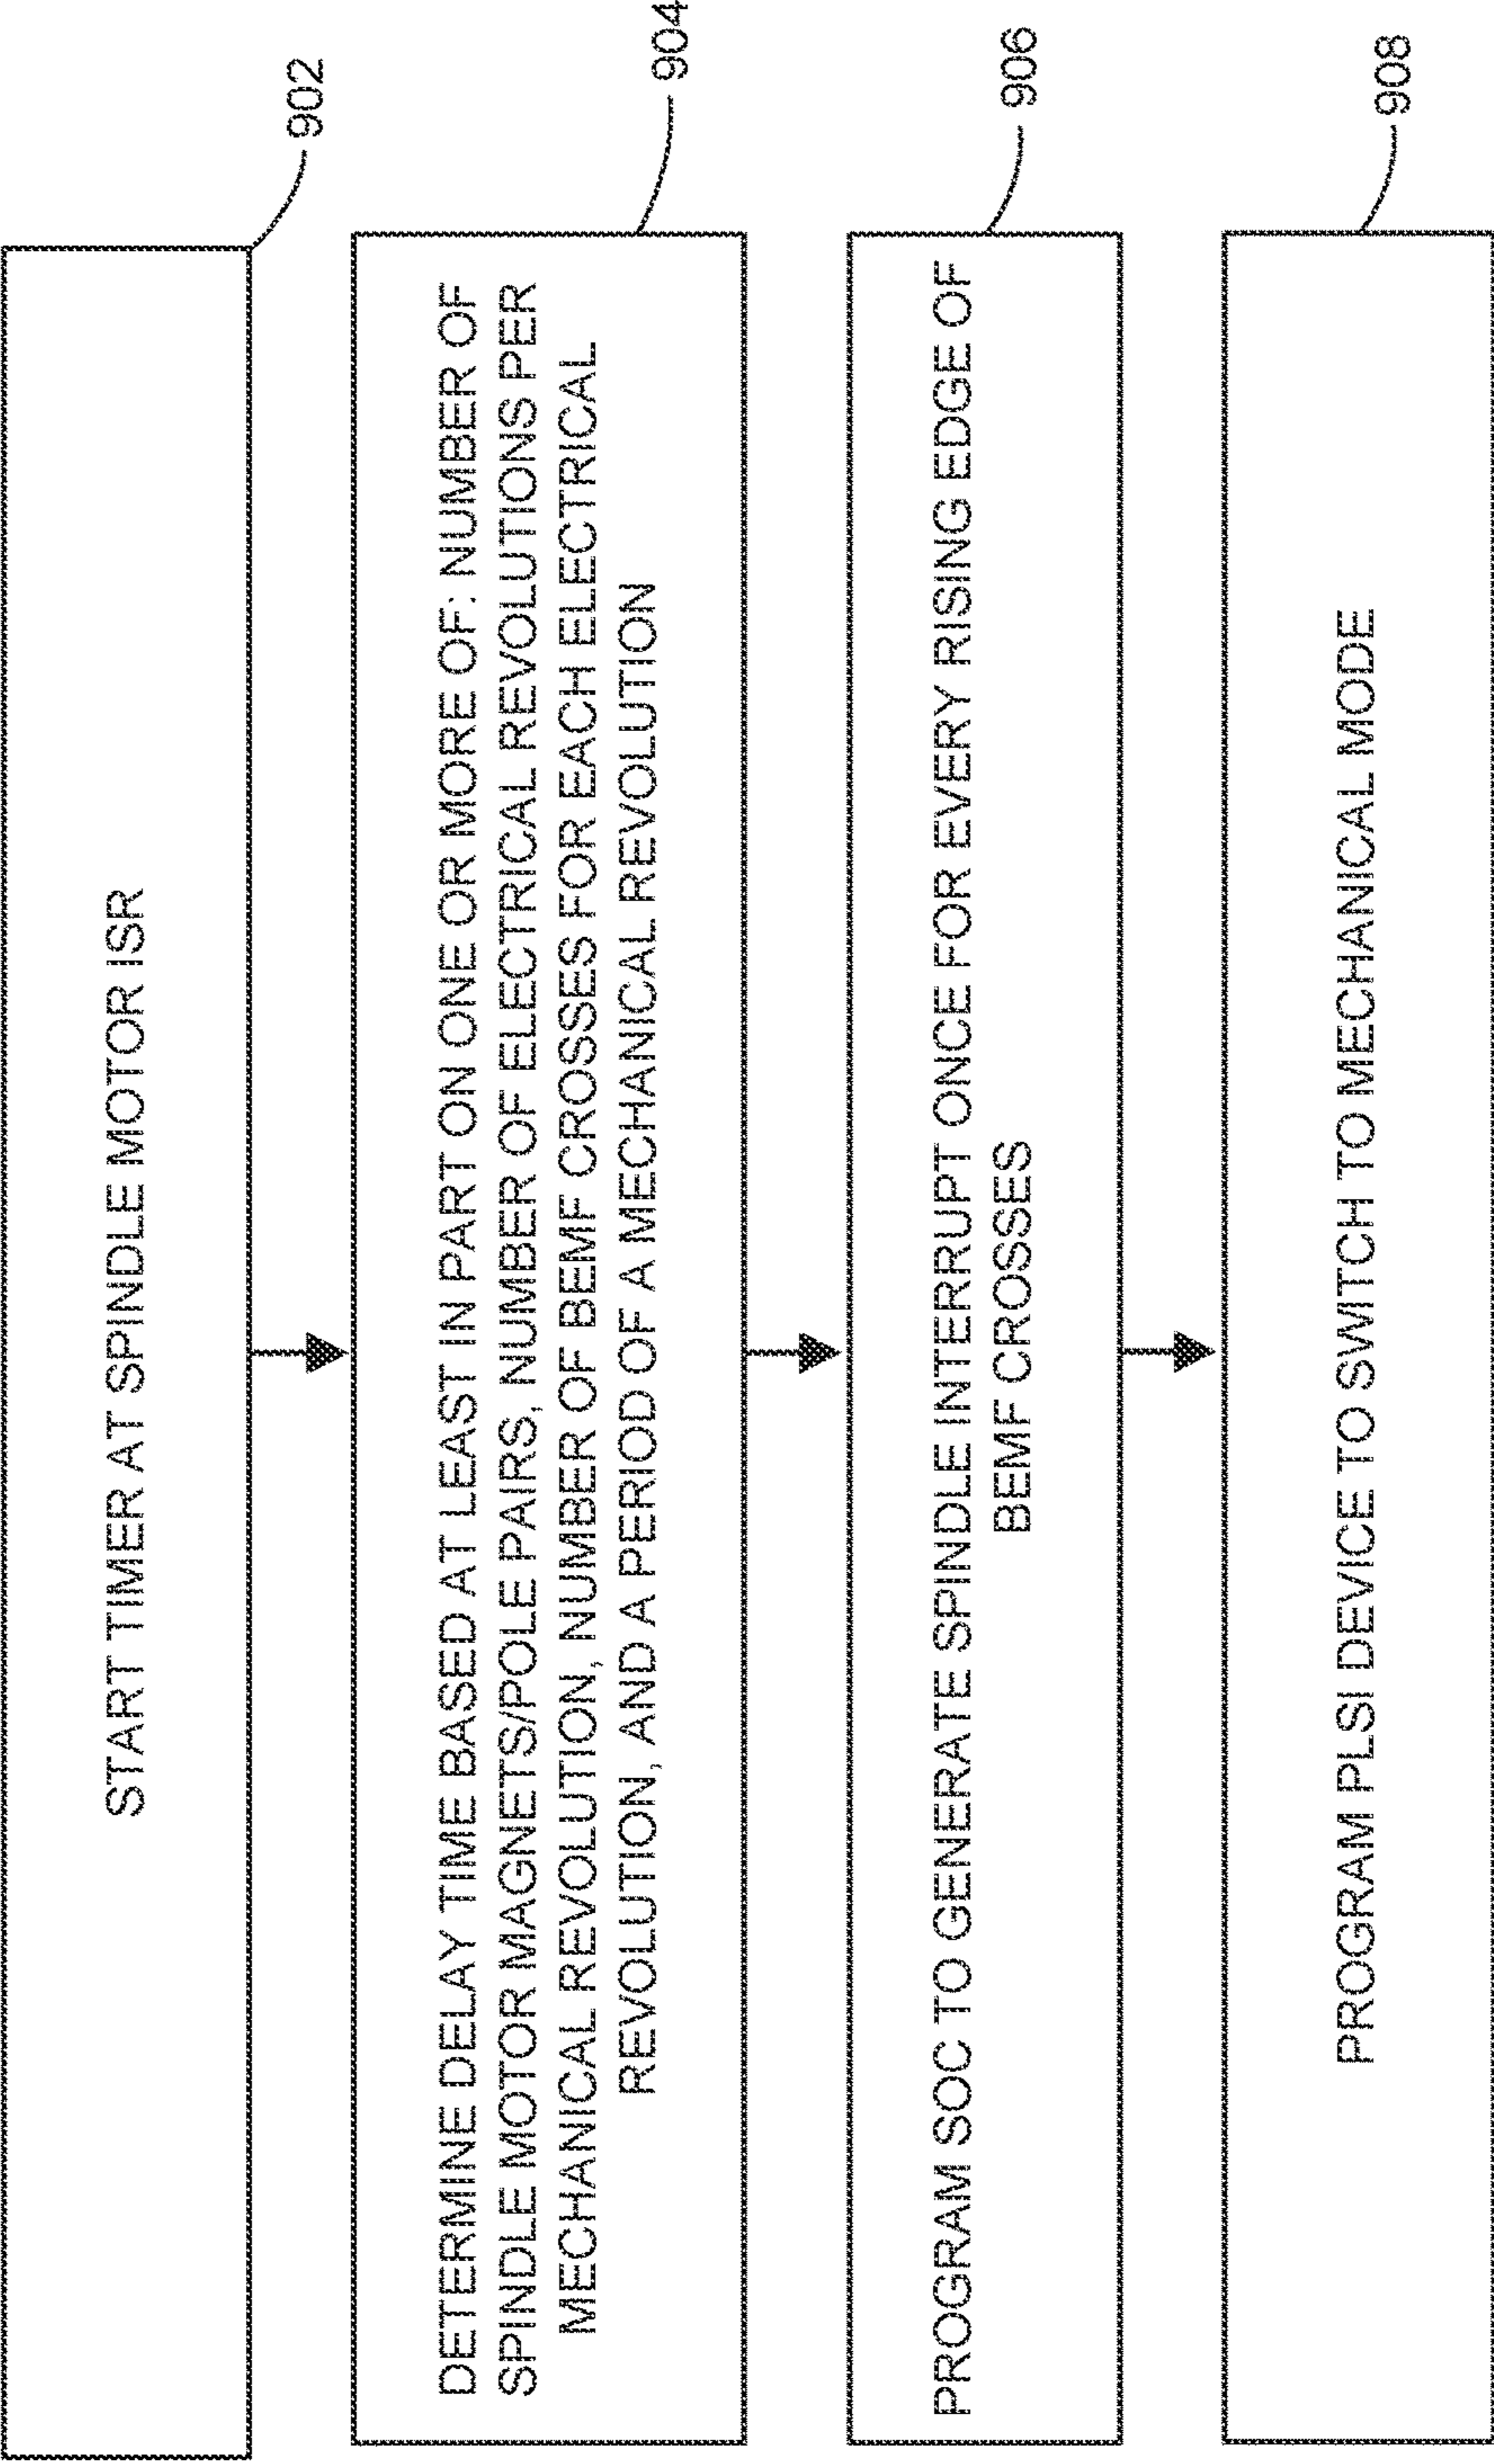 START TIMER AT SPINDLE MOTOR ISR
902
DETERMINE DELAY TIME BASED AT LEAST IN PART ON ONE OR MORE OF: NUMBER OF
SPINDLE MOTOR MAGNETS/POLE PAIRS, NUMBER OF ELECTRICAL REVOLUTIONS PER
MECHANICAL REVOLUTION, NUMBER OF BEMF CROSSES FOR EACH ELECTRICAL
REVOLUTION, AND A PERIOD OF A MECHANICAL REVOLUTION
904
PROGRAM SOC TO GENERATE SPINDLE INTERRUPT ONCE FOR EVERY RISING EDGE OF
BEMF CROSSES
906
PROGRAM PLSI DEVICE TO SWITCH TO MECHANICAL MODE
908